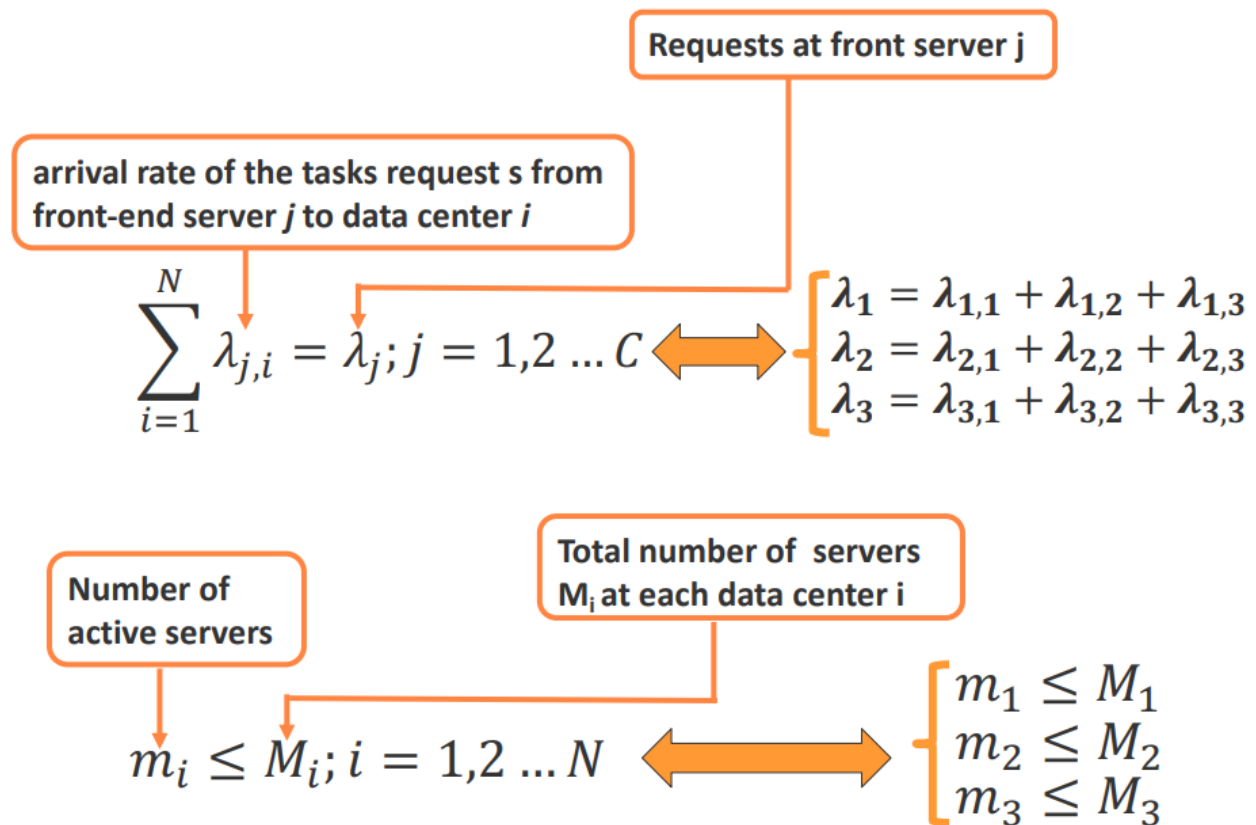 Requests at front server j
arrival rate of the tasks request s from
front-end server j to data center i
∑_{i=1}^{N} λ_{j,i} = λ_j; j = 1,2 … C
λ₁ = λ₁,₁ + λ₁,₂ + λ₁,₃
λ₂ = λ₂,₁ + λ₂,₂ + λ₂,₃
λ₃ = λ₃,₁ + λ₃,₂ + λ₃,₃
Number of
active servers
Total number of servers
Mᵢ at each data center i
mᵢ ≤ Mᵢ; i = 1,2 … N
m₁ ≤ M₁
m₂ ≤ M₂
m₃ ≤ M₃